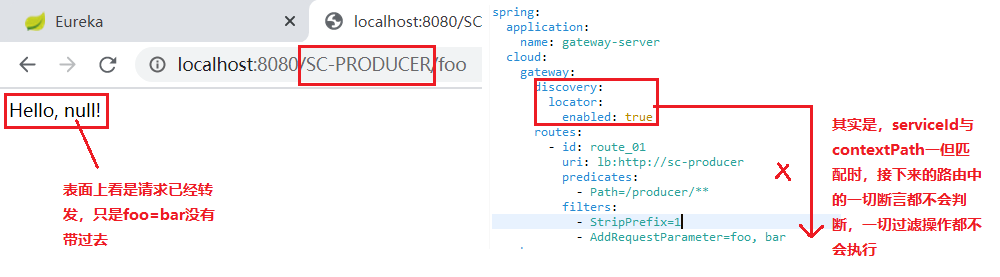 Eureka
localhost:8080/SC
localhost:8080/SC-PRODUCER/foo
Hello, null!
表面上看是请求已经转
发，只是foo=bar没有
带过去
spring:
application:
name: gateway-server
cloud:
gateway:
discovery:
locator:
enabled: true
routes:
- id: route_01
uri: lb:http://sc-producer
predicates:
- Path=/producer/**
filters:
- StripPrefix=1
- AddRequestParameter=foo, bar
X
其实是，serviceId与
contextPath一但匹
配时，接下来的路由中
的一切断言都不会判
断，一切过滤操作都不
会执行